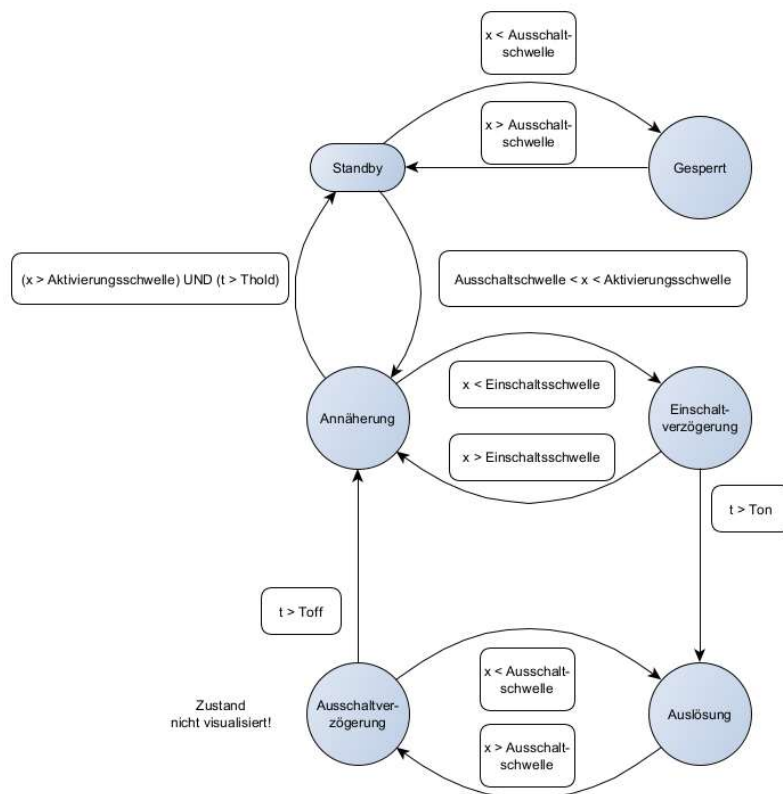 x < Ausschalt-
schwelle
x > Ausschalt-
schwelle
Standby
Gesperrt
(x > Aktivierungsschwelle) UND (t > Thold)
Ausschaltschwelle < x < Aktivierungsschwelle
x < Einschaltsschwelle
Annäherung
Einschalt-
verzögerung
x > Einschaltsschwelle
t > Ton
t > Toff
x < Ausschalt-
schwelle
Zustand
nicht visualisiert!
Ausschaltver-
zögerung
Auslösung
x > Ausschalt-
schwelle